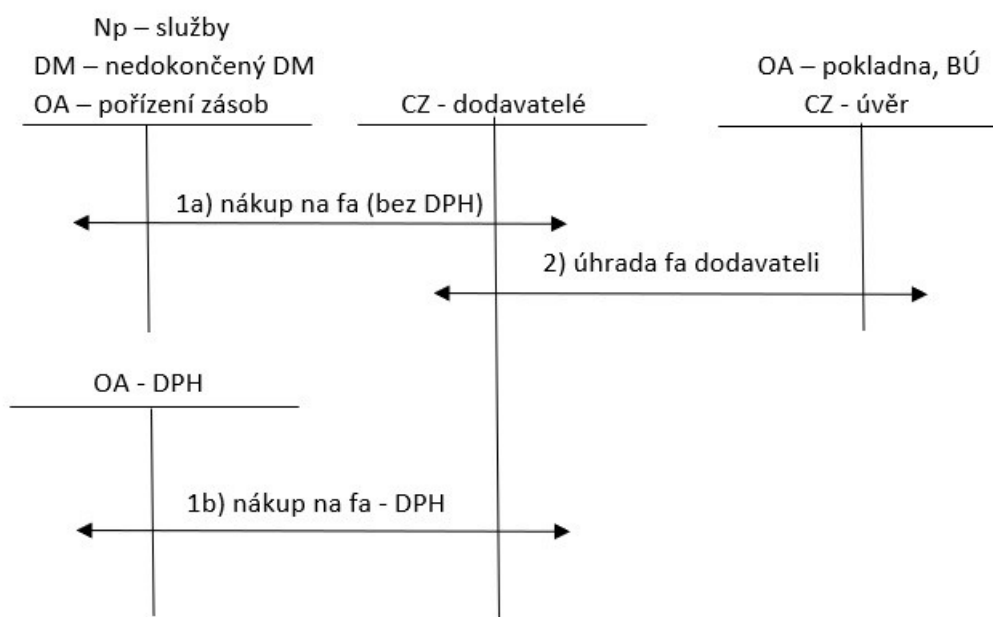 Np – služby
DM – nedokončený DM
OA – pořízení zásob
CZ - dodavatelé
OA – pokladna, BÚ
CZ - úvěr
1a) nákup na fa (bez DPH)
2) úhrada fa dodavateli
OA - DPH
1b) nákup na fa - DPH